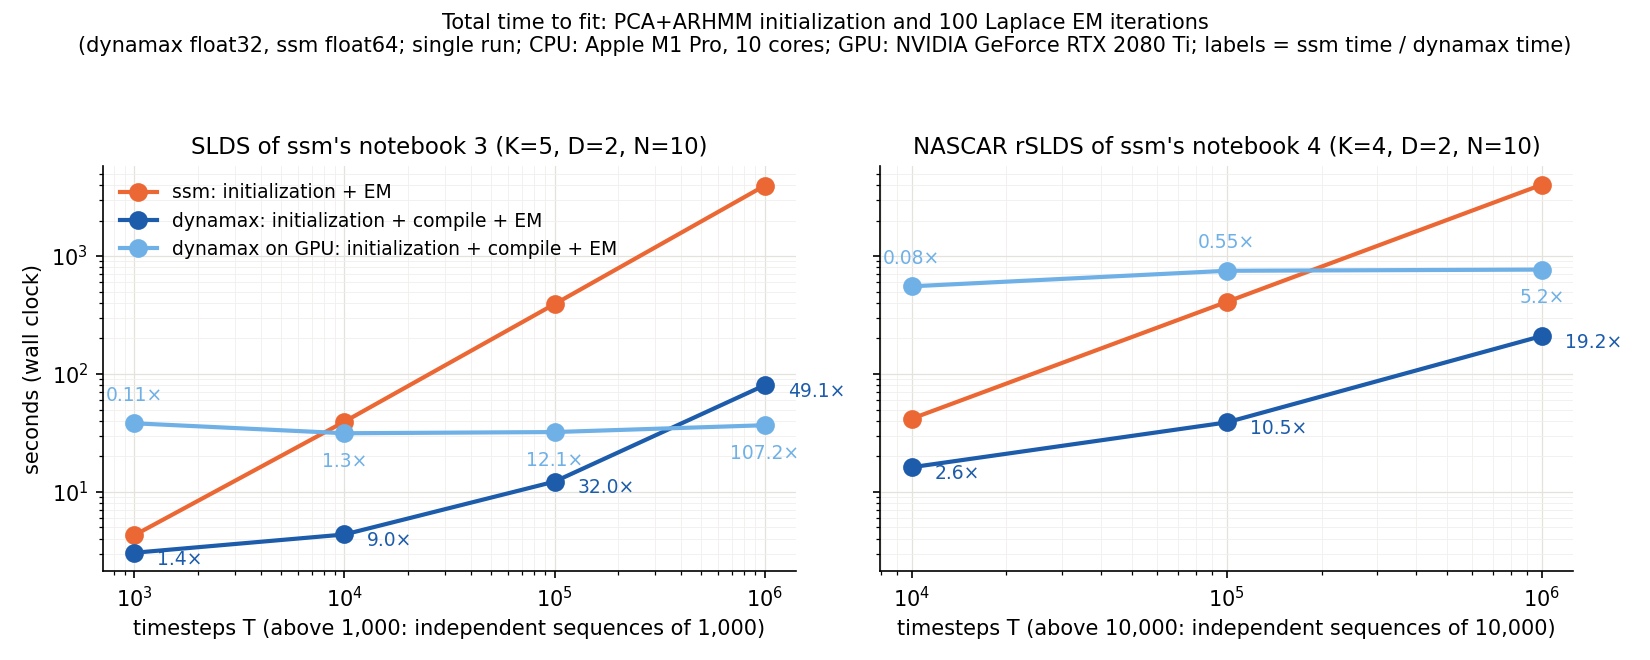 Total time to fit: PCA+ARHMM initialization and 100 Laplace EM iterations
(dynamax float32, ssm float64; single run; CPU: Apple M1 Pro, 10 cores; GPU: NVIDIA GeForce RTX 2080 Ti; labels = ssm time / dynamax time)
SLDS of ssm's notebook 3 (K=5, D=2, N=10)
ssm: initialization + EM
dynamax: initialization + compile + EM
dynamax on GPU: initialization + compile + EM
seconds (wall clock)
10³
10²
10¹
0.11×
1.3×
12.1×
107.2×
49.1×
1.4×
9.0×
32.0×
10³ 10⁴ 10⁵ 10⁶
timesteps T (above 1,000: independent sequences of 1,000)
NASCAR rSLDS of ssm's notebook 4 (K=4, D=2, N=10)
0.08×
0.55×
5.2×
19.2×
10.5×
2.6×
10⁴ 10⁵ 10⁶
timesteps T (above 10,000: independent sequences of 10,000)